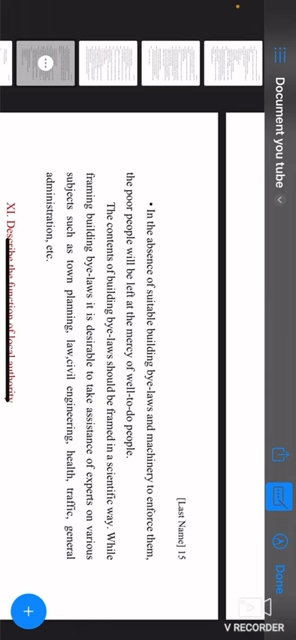 Document you tube
Done
[Last Name] 15
• In the absence of suitable building bye-laws and machinery to enforce them,
the poor people will be left at the mercy of well-to-do people.
The contents of building bye-laws should be framed in a scientific way. While
framing building bye-laws it is desirable to take assistance of experts on various
subjects such as town planning, law,civil engineering, health, traffic, general
administration, etc.
XI. Describe the function of local authority
V RECORDER